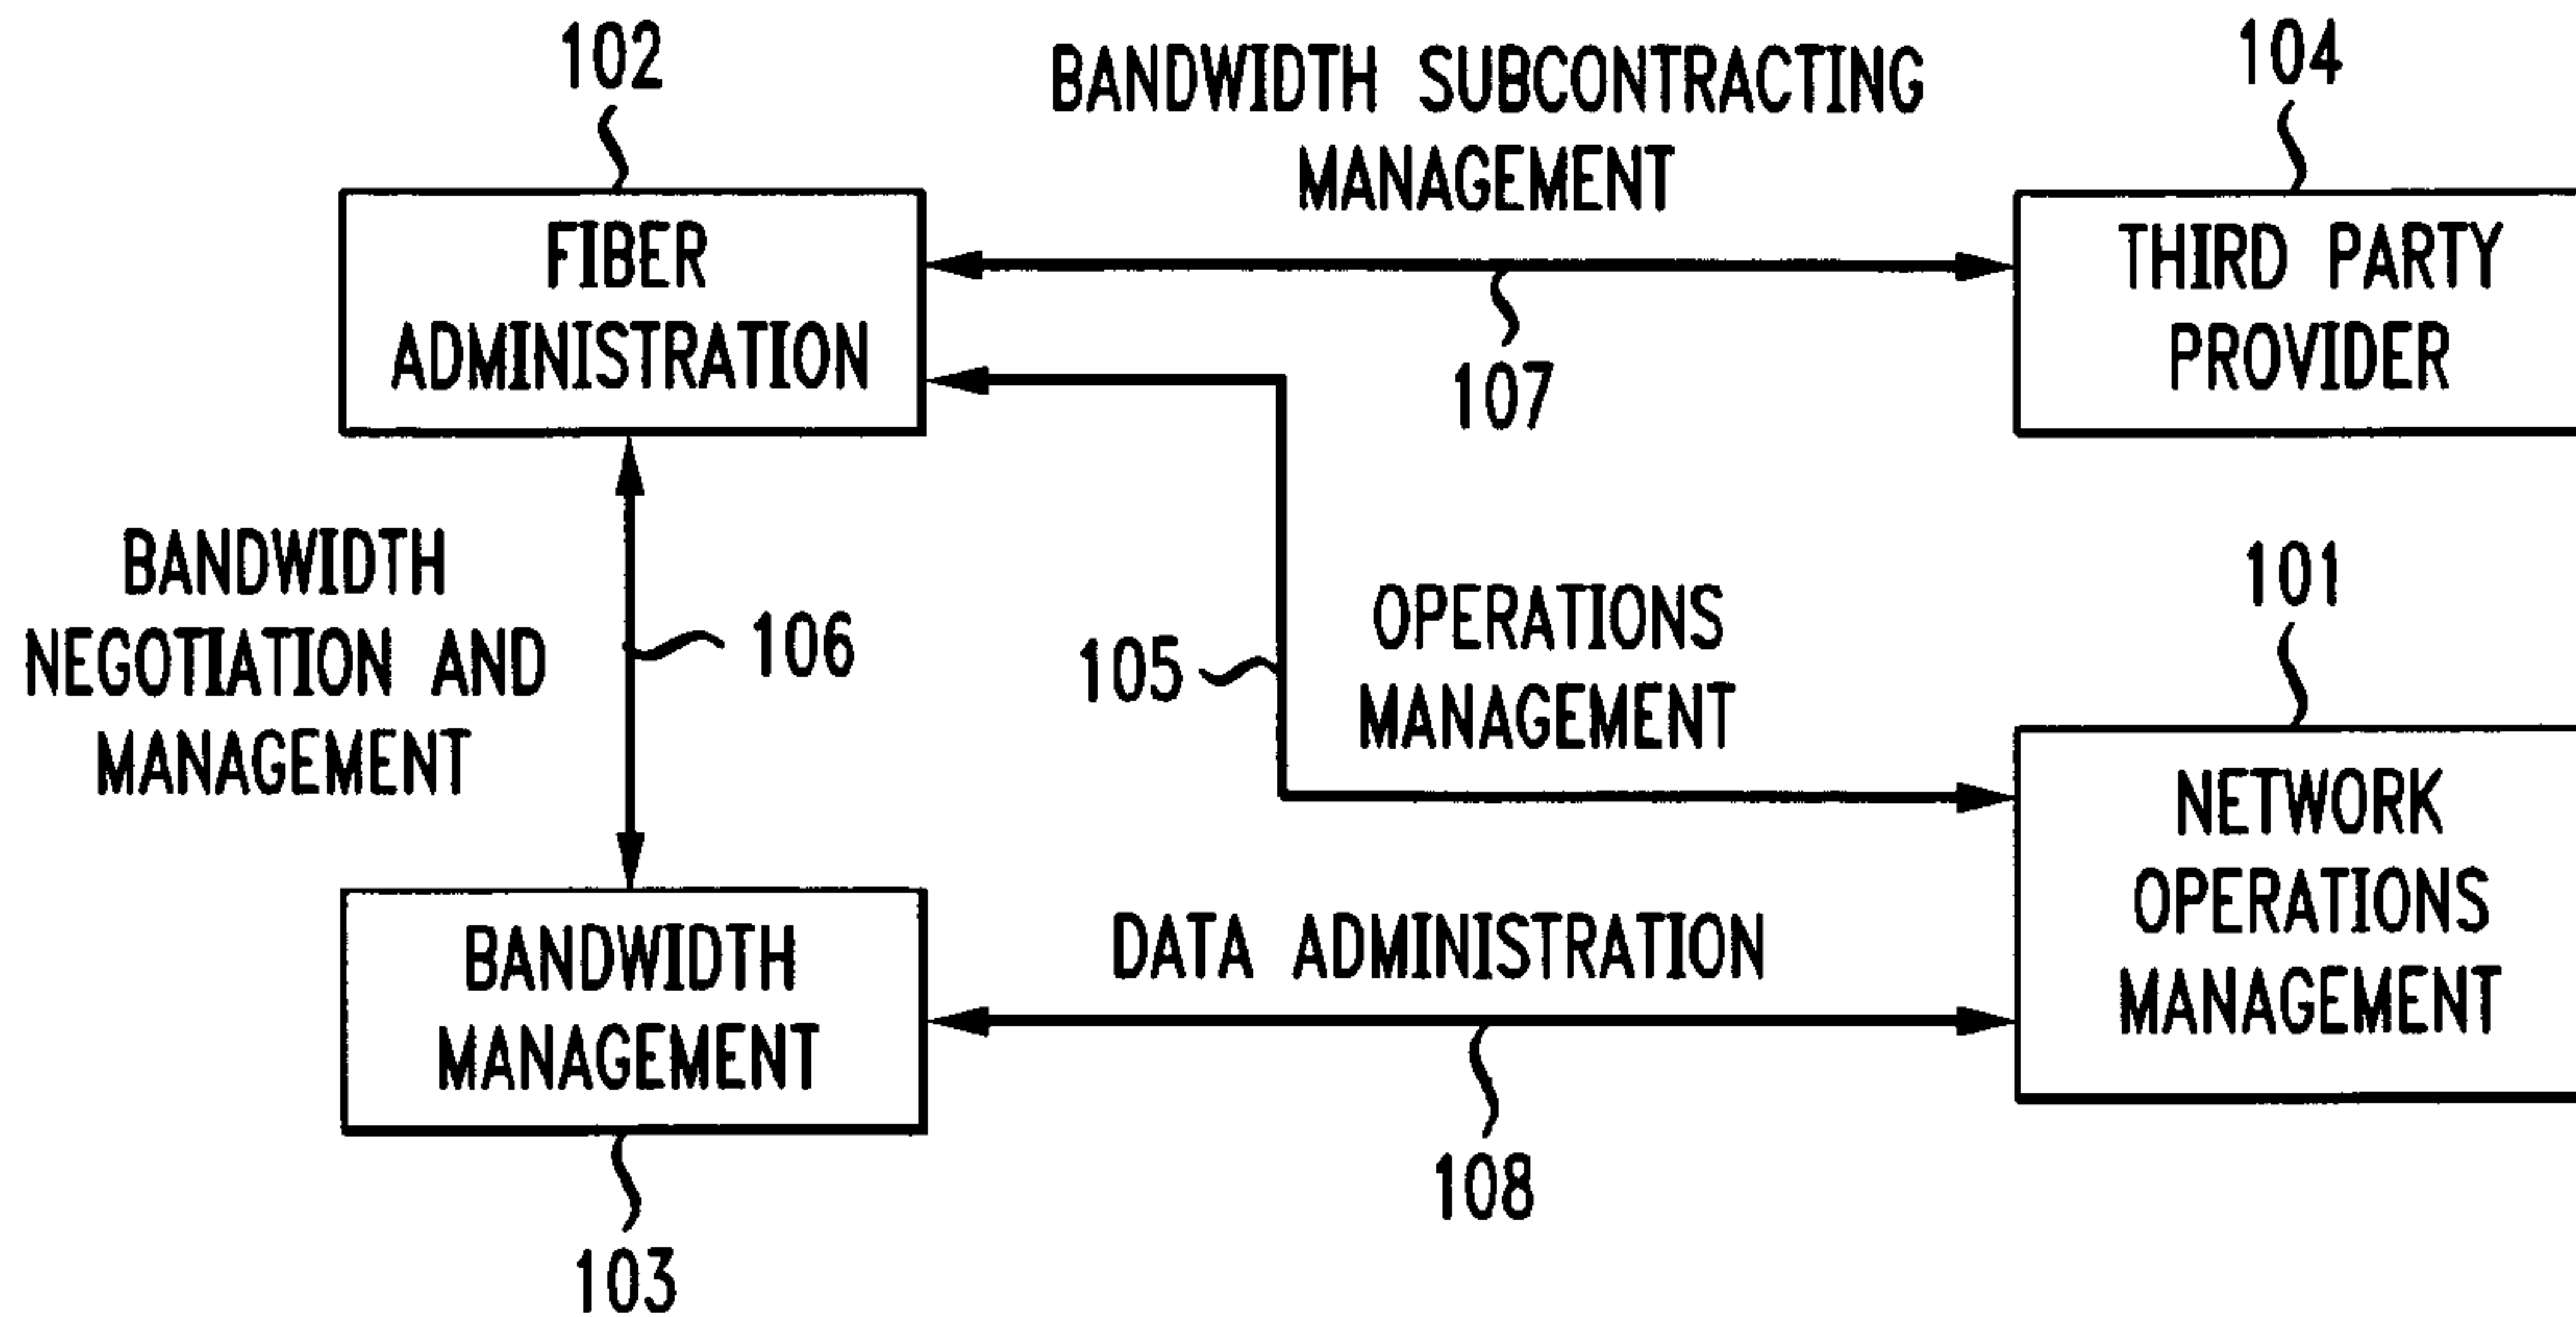 102
BANDWIDTH SUBCONTRACTING
MANAGEMENT
104
FIBER
ADMINISTRATION
THIRD PARTY
PROVIDER
107
BANDWIDTH
NEGOTIATION AND
MANAGEMENT
106
105
OPERATIONS
MANAGEMENT
101
NETWORK
OPERATIONS
MANAGEMENT
BANDWIDTH
MANAGEMENT
DATA ADMINISTRATION
108
103